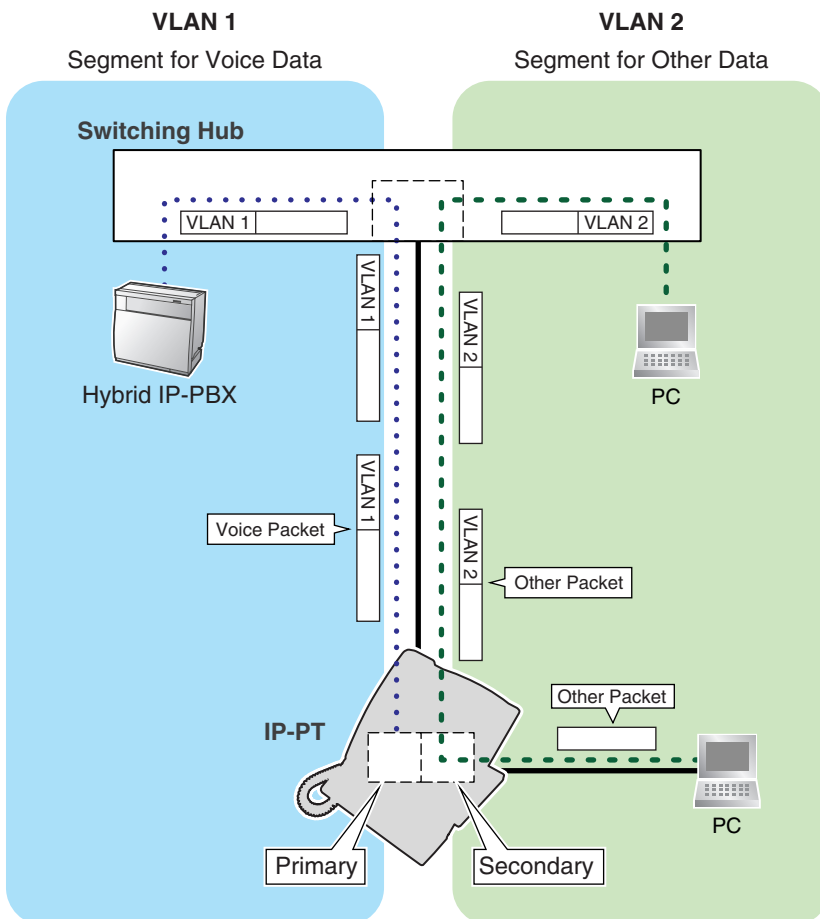 VLAN 1
Segment for Voice Data
VLAN 2
Segment for Other Data
Switching Hub
VLAN 1
VLAN 2
VLAN 1
VLAN 2
Hybrid IP-PBX
PC
VLAN 1
Voice Packet
VLAN 2
Other Packet
Other Packet
IP-PT
PC
Primary
Secondary